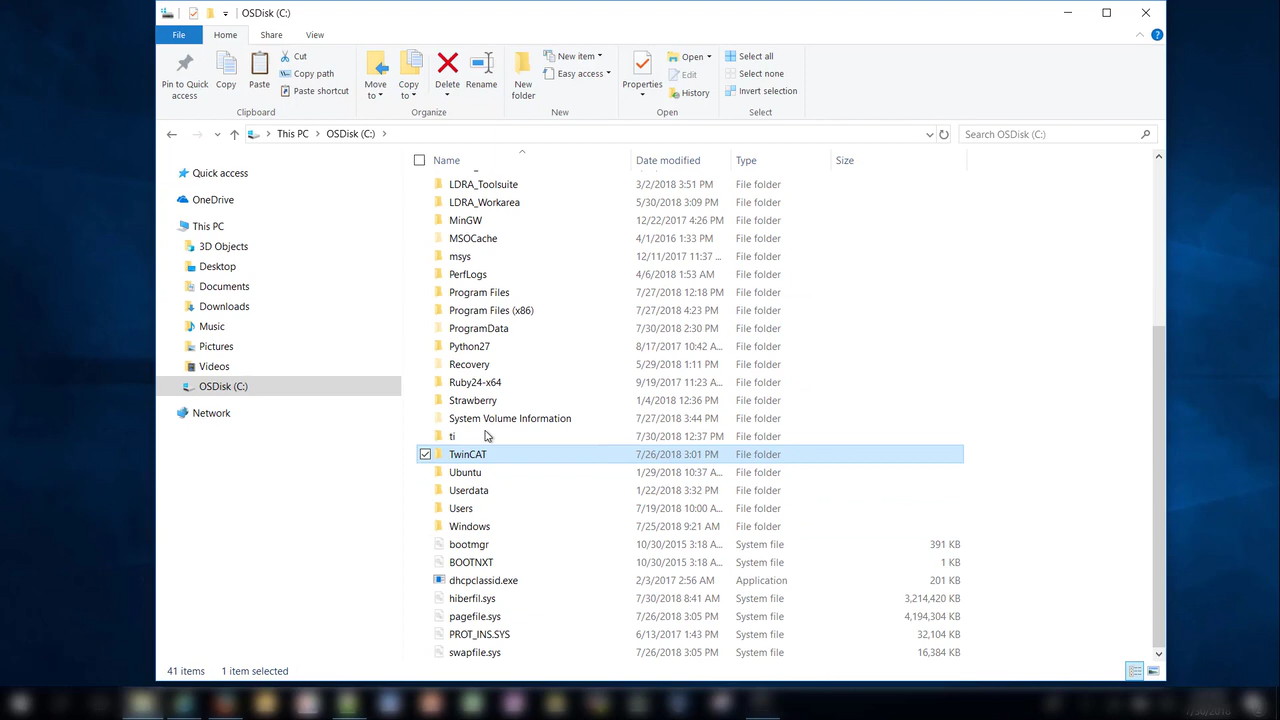 OSDisk (C:)
File Home Share View
Pin to Quick access
Copy
Paste
Cut
Copy path
Paste shortcut
Clipboard
Move to
Copy to
Delete
Rename
Organize
New folder
New item
Easy access
New
Properties
Open
Edit
History
Open
Select all
Select none
Invert selection
Select
This PC OSDisk (C:)
Search OSDisk (C:)
Quick access
OneDrive
This PC
3D Objects
Desktop
Documents
Downloads
Music
Pictures
Videos
OSDisk (C:)
Network
Name Date modified Type Size
LDRA_Toolsuite 3/2/2018 3:51 PM File folder
LDRA_Workarea 5/30/2018 3:09 PM File folder
MinGW 12/22/2017 4:26 PM File folder
MSOCache 4/1/2016 1:33 PM File folder
msys 12/11/2017 11:37 ... File folder
PerfLogs 4/6/2018 1:53 AM File folder
Program Files 7/27/2018 12:18 PM File folder
Program Files (x86) 7/27/2018 4:23 PM File folder
ProgramData 7/30/2018 2:30 PM File folder
Python27 8/17/2017 10:42 A... File folder
Recovery 5/29/2018 1:11 PM File folder
Ruby24-x64 9/19/2017 11:23 A... File folder
Strawberry 1/4/2018 12:36 PM File folder
System Volume Information 7/27/2018 3:44 PM File folder
ti 7/30/2018 12:37 PM File folder
TwinCAT 7/26/2018 3:01 PM File folder
Ubuntu 1/29/2018 10:37 A... File folder
Userdata 1/22/2018 3:32 PM File folder
Users 7/19/2018 10:00 A... File folder
Windows 7/25/2018 9:21 AM File folder
bootmgr 10/30/2015 3:18 A... System file 391 KB
BOOTNXT 10/30/2015 3:18 A... System file 1 KB
dhcpclassid.exe 2/3/2017 2:56 AM Application 201 KB
hiberfil.sys 7/30/2018 8:41 AM System file 3,214,420 KB
pagefile.sys 7/26/2018 3:05 PM System file 4,194,304 KB
PROT_INS.SYS 6/13/2017 1:43 PM System file 32,104 KB
swapfile.sys 7/26/2018 3:05 PM System file 16,384 KB
41 items 1 item selected
7/30/2018